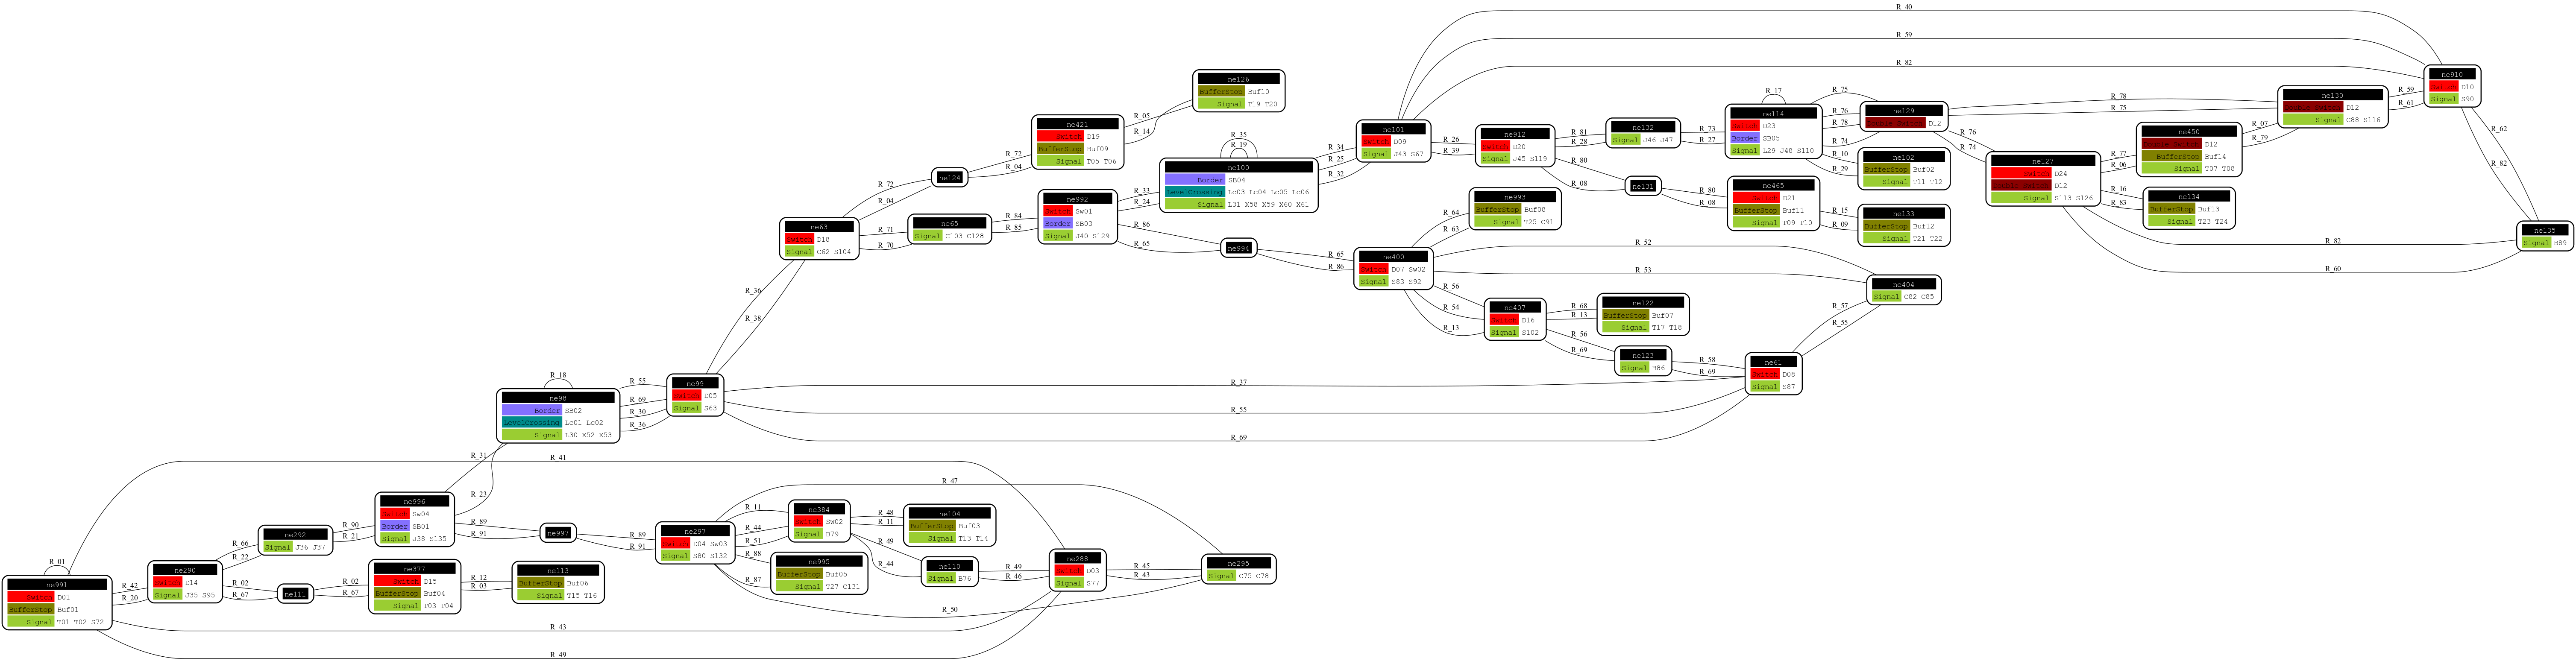 R_40
R_59
R_82
ne126
BufferStop Buf10
Signal T19 T20
R_05
R_14
ne421
Switch D19
BufferStop Buf09
Signal T05 T06
R_72
R_04
ne124
R_72
R_04
R_35
R_19
ne100
Border SB04
LevelCrossing Lc03 Lc04 Lc05 Lc06
Signal L31 X58 X59 X60 X61
R_34
R_25
R_32
ne101
Switch D09
Signal J43 S67
R_26
R_39
ne912
Switch D20
Signal J45 S119
R_81
R_28
R_80
R_08
ne132
Signal J46 J47
R_73
R_27
R_17
ne114
Switch D23
Border SB05
Signal L29 J48 S110
R_75
R_76
R_78
R_74
R_10
R_29
ne129
Double Switch D12
ne102
BufferStop Buf02
Signal T11 T12
R_78
R_75
R_76
R_74
ne127
Switch D24
Double Switch D12
Signal S113 S126
R_77
R_06
R_16
R_83
ne450
Double Switch D12
BufferStop Buf14
Signal T07 T08
R_07
R_79
ne130
Double Switch D12
Signal C88 S116
R_59
R_61
ne910
Switch D10
Signal S90
R_62
R_82
ne135
Signal B89
ne134
BufferStop Buf13
Signal T23 T24
R_82
R_60
ne131
R_80
R_08
ne465
Switch D21
BufferStop Buf11
Signal T09 T10
R_15
R_09
ne133
BufferStop Buf12
Signal T21 T22
ne63
Switch D18
Signal C62 S104
R_71
R_70
ne65
Signal C103 C128
R_84
R_85
ne992
Switch Sw01
Border SB03
Signal J40 S129
R_33
R_24
R_86
R_65
ne994
R_65
R_86
ne400
Switch D07 Sw02
Signal S83 S92
R_64
R_63
ne993
BufferStop Buf08
Signal T25 C91
R_52
R_53
R_56
R_54
R_13
ne404
Signal C82 C85
ne407
Switch D16
Signal S102
R_68
R_13
R_56
R_69
ne122
BufferStop Buf07
Signal T17 T18
ne123
Signal B86
R_58
R_69
R_57
R_55
ne61
Switch D08
Signal S87
R_36
R_38
R_18
ne98
Border SB02
LevelCrossing Lc01 Lc02
Signal L30 X52 X53
R_55
R_69
R_30
R_36
ne99
Switch D05
Signal S63
R_37
R_55
R_69
R_31
R_23
R_41
R_01
ne991
Switch D01
BufferStop Buf01
Signal T01 T02 S72
R_42
R_20
ne290
Switch D14
Signal J35 S95
R_66
R_22
R_02
R_67
ne292
Signal J36 J37
R_90
R_21
ne111
R_02
R_67
ne996
Switch Sw04
Border SB01
Signal J38 S135
R_89
R_91
ne997
R_89
R_91
ne377
Switch D15
BufferStop Buf04
Signal T03 T04
R_12
R_03
ne113
BufferStop Buf06
Signal T15 T16
ne297
Switch D04 Sw03
Signal S80 S132
R_47
R_11
R_44
R_51
R_88
R_87
ne384
Switch Sw02
Signal B79
R_48
R_11
R_49
R_44
ne104
BufferStop Buf03
Signal T13 T14
ne995
BufferStop Buf05
Signal T27 C131
ne110
Signal B76
R_49
R_46
ne288
Switch D03
Signal S77
R_45
R_43
ne295
Signal C75 C78
R_50
R_43
R_49